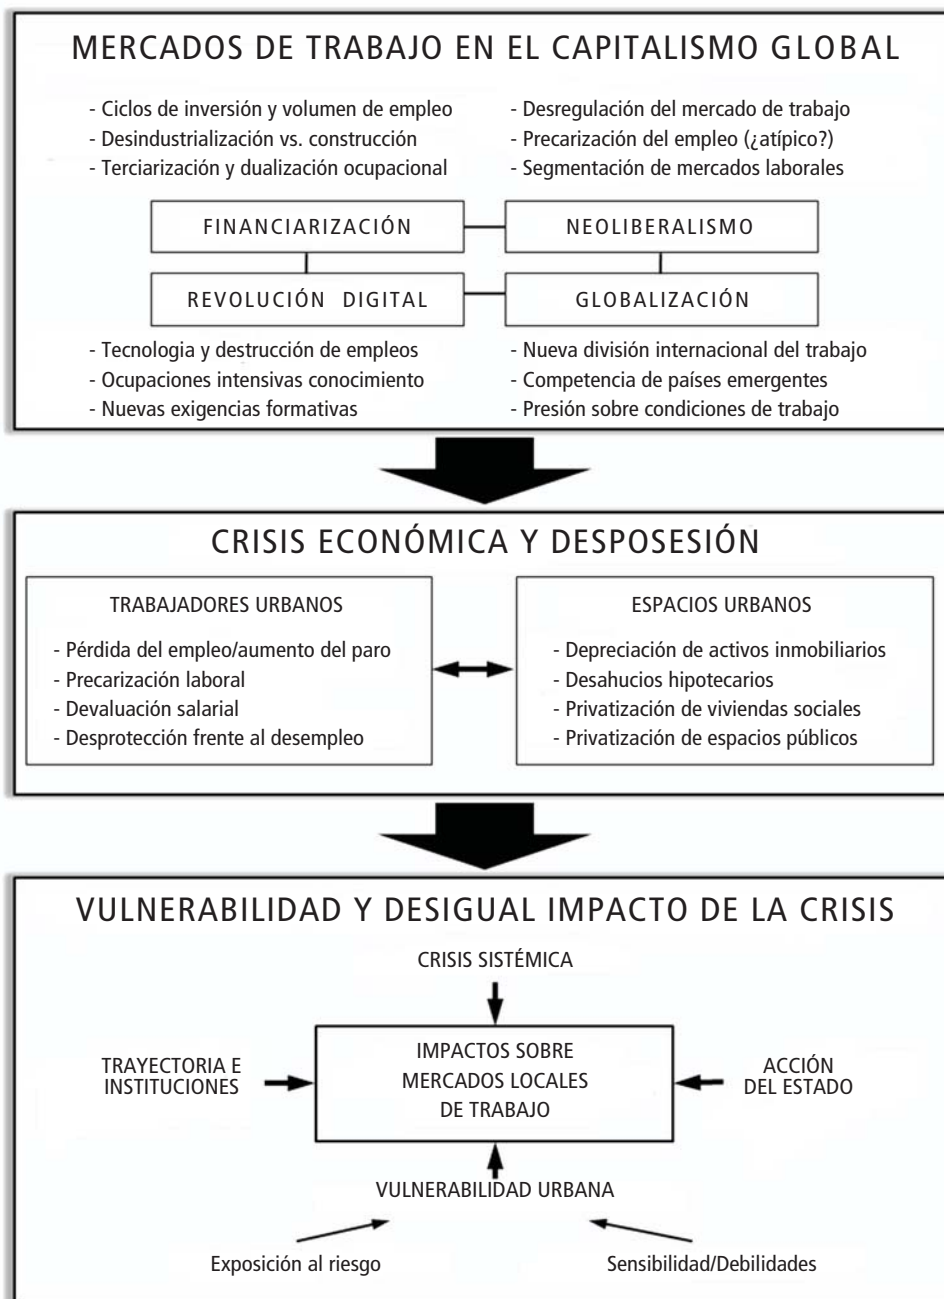 MERCADOS DE TRABAJO EN EL CAPITALISMO GLOBAL
- Ciclos de inversión y volumen de empleo
- Desindustrialización vs. construcción
- Terciarización y dualización ocupacional
- Desregulación del mercado de trabajo
- Precarización del empleo (¿atípico?)
- Segmentación de mercados laborales
FINANCIARIZACIÓN
NEOLIBERALISMO
REVOLUCIÓN DIGITAL
GLOBALIZACIÓN
- Tecnologia y destrucción de empleos
- Ocupaciones intensivas conocimiento
- Nuevas exigencias formativas
- Nueva división internacional del trabajo
- Competencia de países emergentes
- Presión sobre condiciones de trabajo
CRISIS ECONÓMICA Y DESPOSESIÓN
TRABAJADORES URBANOS
- Pérdida del empleo/aumento del paro
- Precarización laboral
- Devaluación salarial
- Desprotección frente al desempleo
ESPACIOS URBANOS
- Depreciación de activos inmobiliarios
- Desahucios hipotecarios
- Privatización de viviendas sociales
- Privatización de espacios públicos
VULNERABILIDAD Y DESIGUAL IMPACTO DE LA CRISIS
CRISIS SISTÉMICA
TRAYECTORIA E
INSTITUCIONES
IMPACTOS SOBRE
MERCADOS LOCALES
DE TRABAJO
ACCIÓN
DEL ESTADO
VULNERABILIDAD URBANA
Exposición al riesgo
Sensibilidad/Debilidades